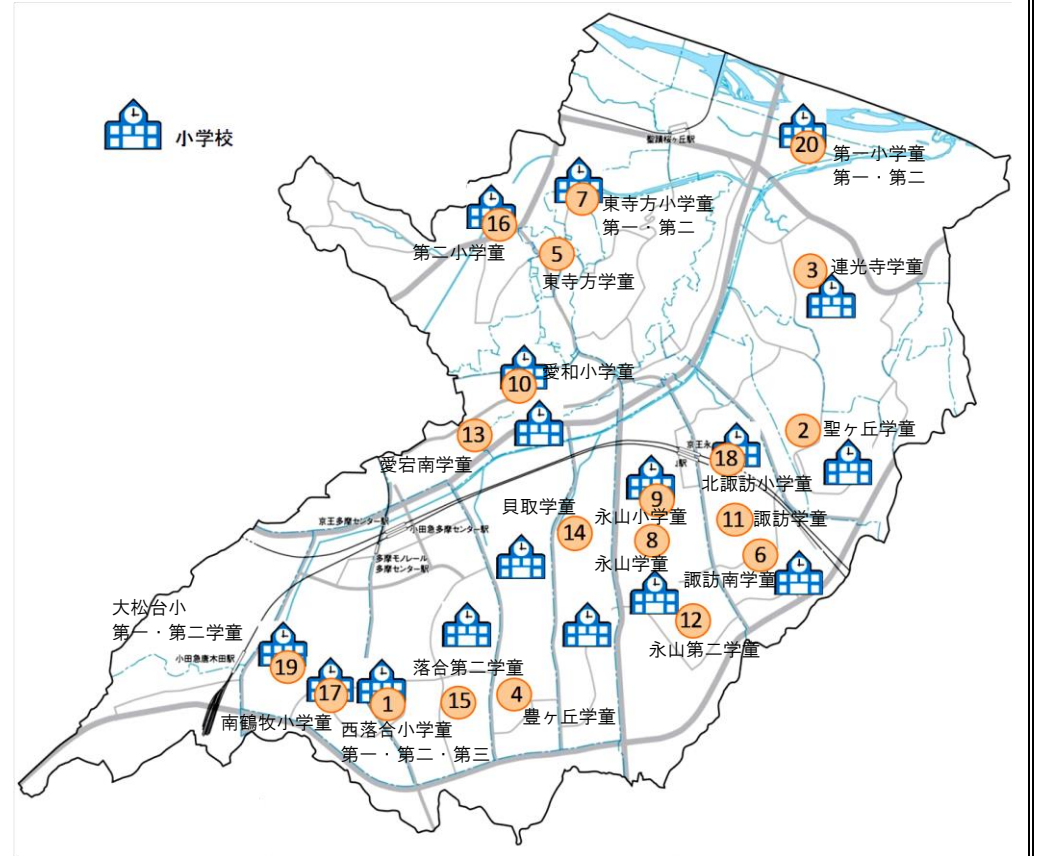 小学校
聖蹟桜ヶ丘駅
20
第一小学童
第一・第二
7
東寺方小学童
第一・第二
16
第二小学童
5
東寺方学童
3
連光寺学童
10
愛和小学童
13
愛宕南学童
2
聖ヶ丘学童
京王永
駅
18
北諏訪小学童
9
永山小学童
貝取学童
11
諏訪学童
京王多摩センター駅
小田急多摩センター駅
14
8
永山学童
6
諏訪南学童
多摩モノレール
多摩センター駅
大松台小
第一・第二学童
12
永山第二学童
小田急唐木田駅
19
落合第二学童
17
南鶴牧小学童
1
西落合小学童
第一・第二・第三
15
4
豊ヶ丘学童